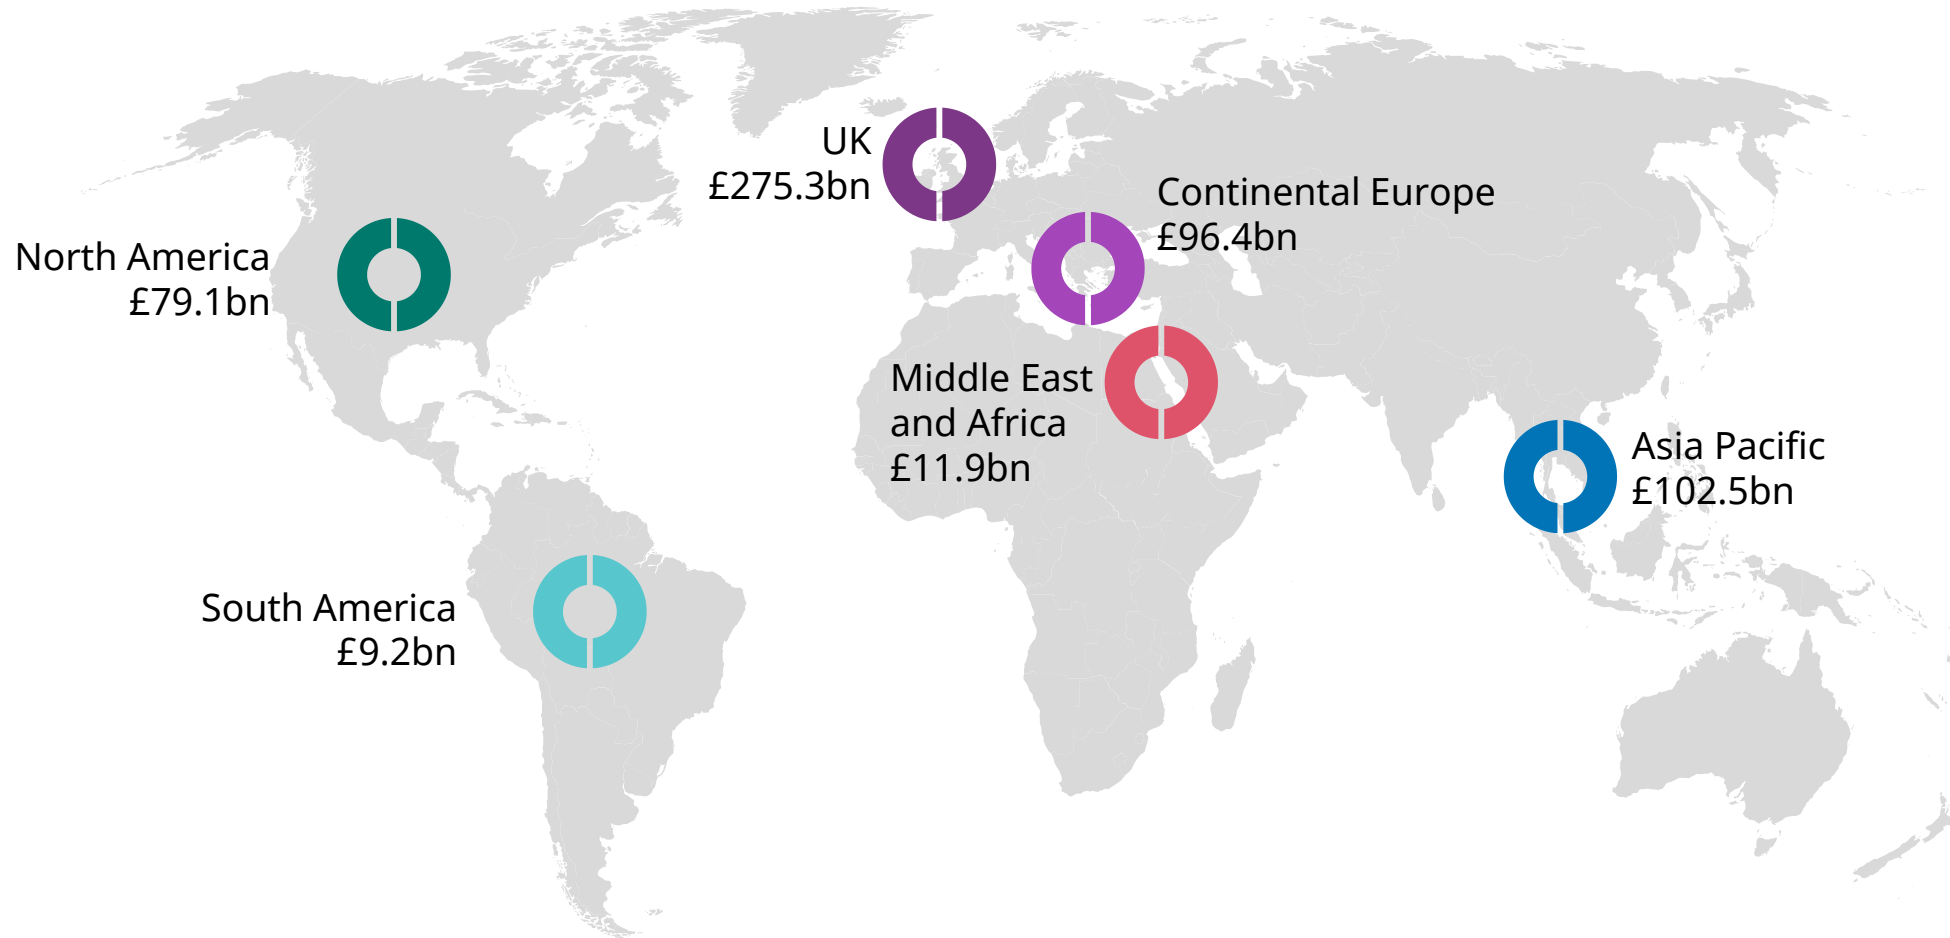 UK
£275.3bn
Continental Europe
£96.4bn
North America
£79.1bn
Middle East
and Africa
£11.9bn
Asia Pacific
£102.5bn
South America
£9.2bn